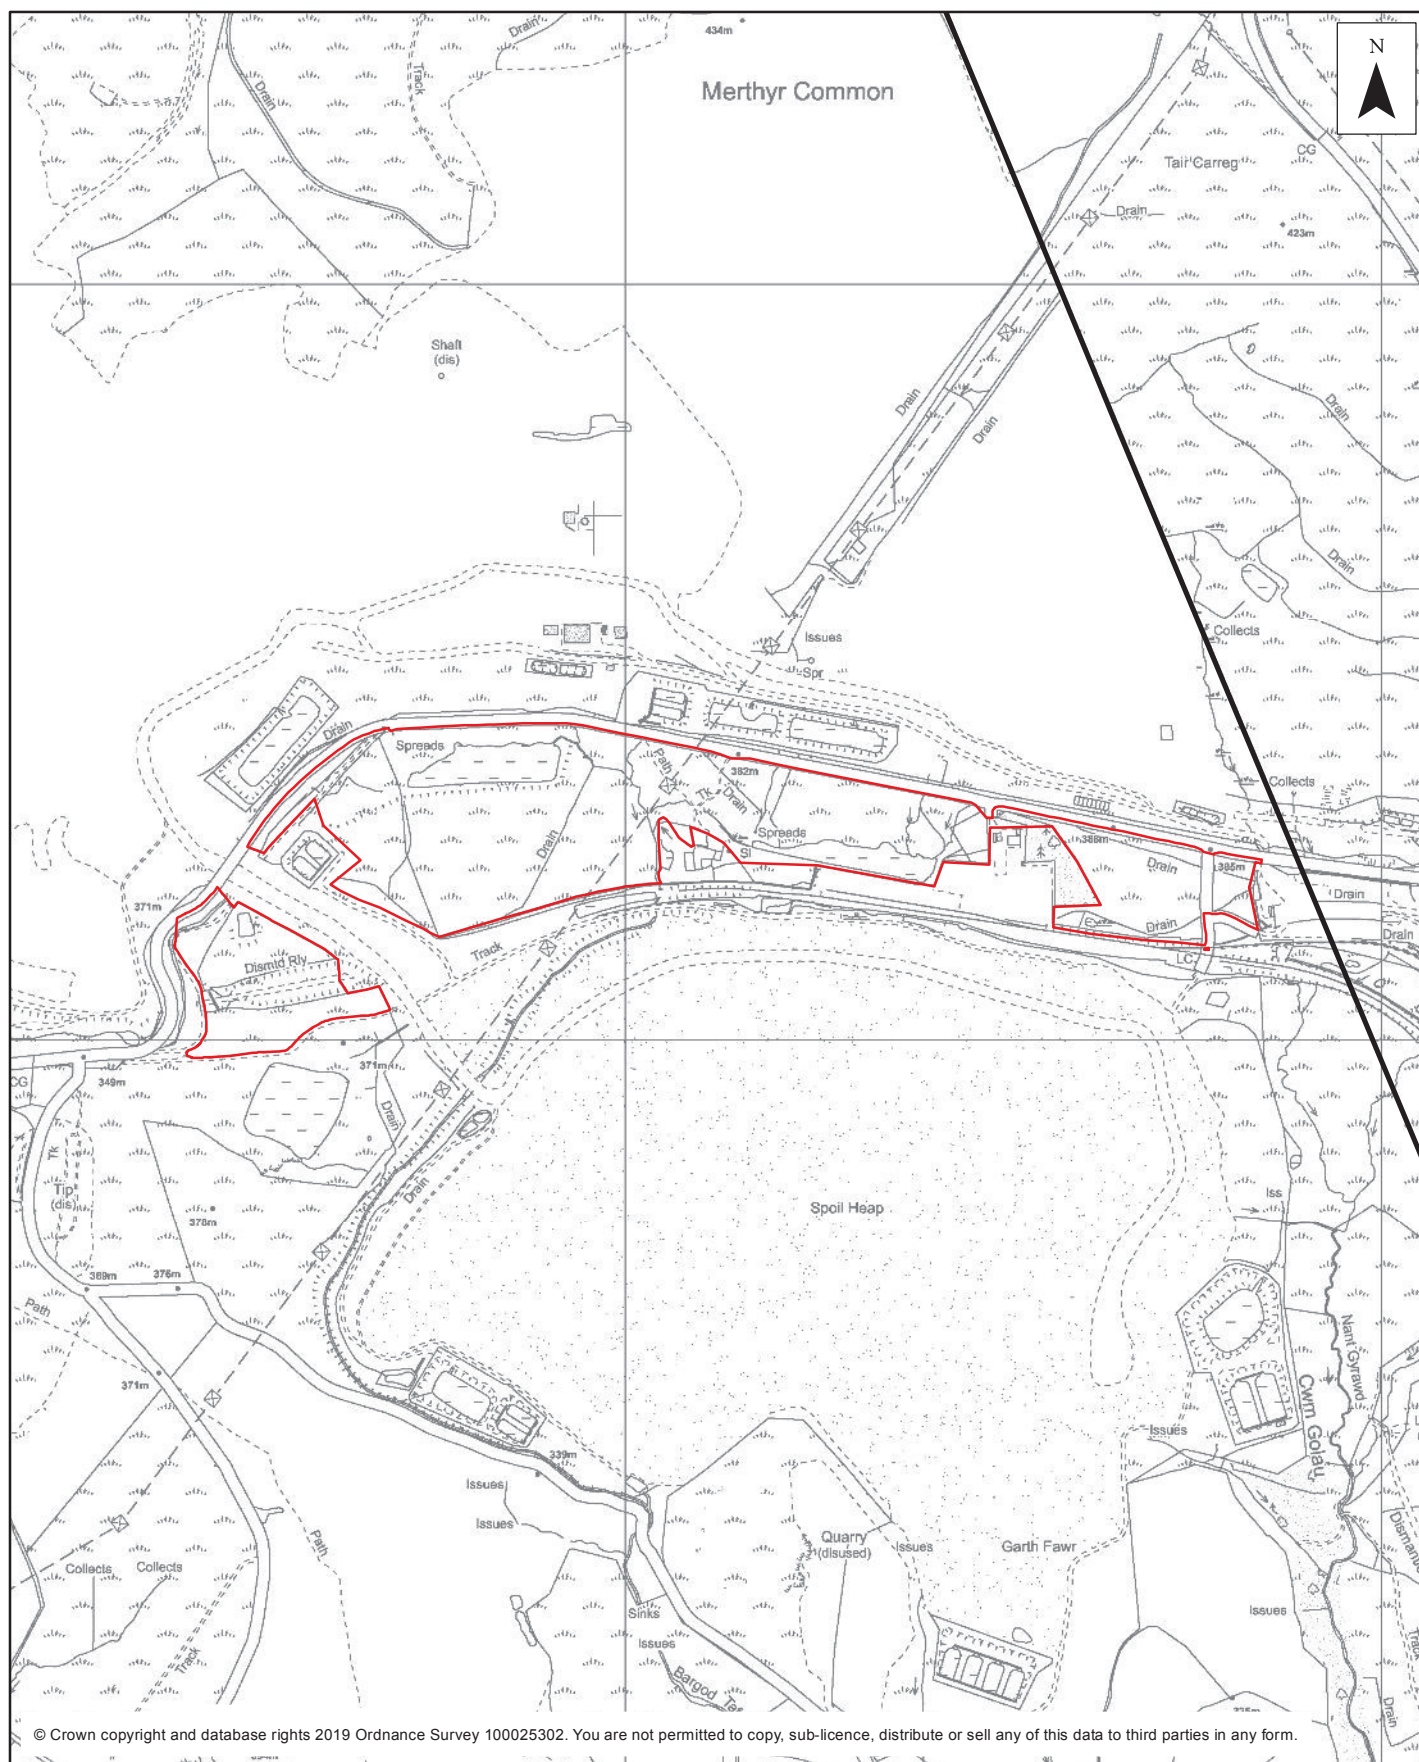 Drain
434m
N
Merthyr Common
Track
Drain
CG
Tair Carreg
Drain
423m
Shaft
(dis)
Drain
Drain
Drain
Drain
Collects
Issues
Spr
Drain
Spreads
Path
382m
Tk
Drain
Collects
Drain
Spreads
386m
SI
Drain
385m
Drain
371m
Drain
Drain
Track
Dismtd Rly
LC
CG
349m
371m
Drain
Tk
Drain
Tip
(dis)
378m
Spoil Heap
Iss
369m
375m
Path
Nant Gyrawd
371m
Cwm Golau
Issues
339m
Issues
Issues
Path
Quarry
(disused)
Issues
Garth Fawr
Collects
Collects
Sinks
Issues
Issues
Track
Bargod
Drain
© Crown copyright and database rights 2019 Ordnance Survey 100025302. You are not permitted to copy, sub-licence, distribute or sell any of this data to third parties in any form.